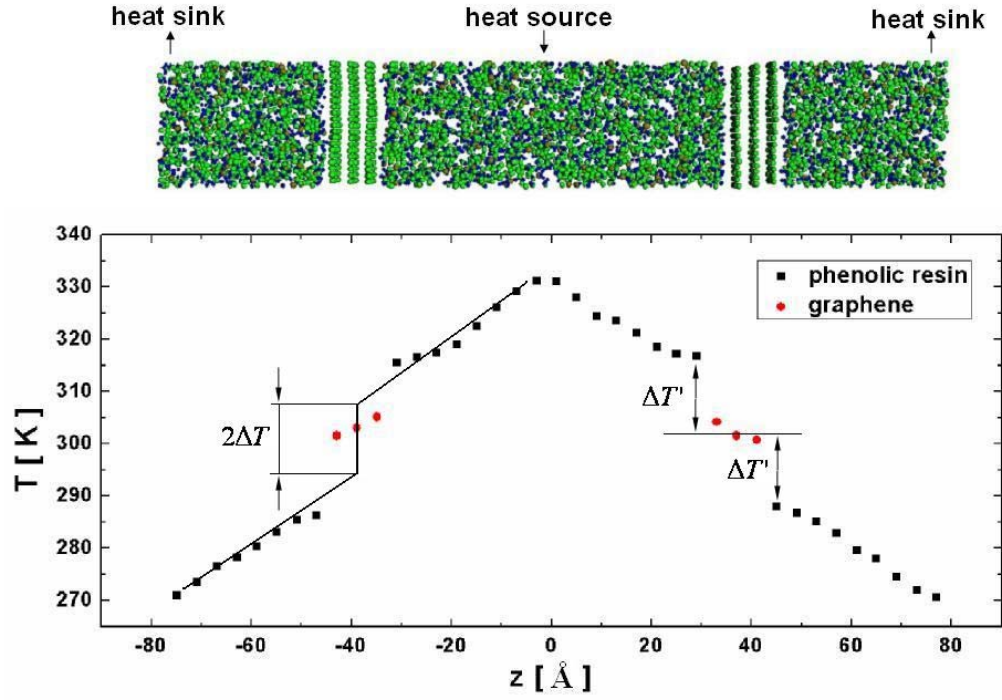 heat sink
heat source
heat sink
340
330
320
310
300
290
280
270
T [ K ]
phenolic resin
graphene
2ΔT
ΔT'
ΔT'
-80
-60
-40
-20
0
20
40
60
80
z [ Å ]